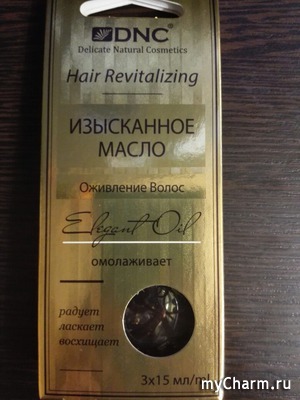 DNC®
Delicate Natural Cosmetics
Hair Revitalizing
ИЗЫСКАННОЕ
МАСЛО
Оживление Волос
Elegant Oil
омолаживает
радует
ласкает
восхищает
3x15 мл/ml
myCharm.ru